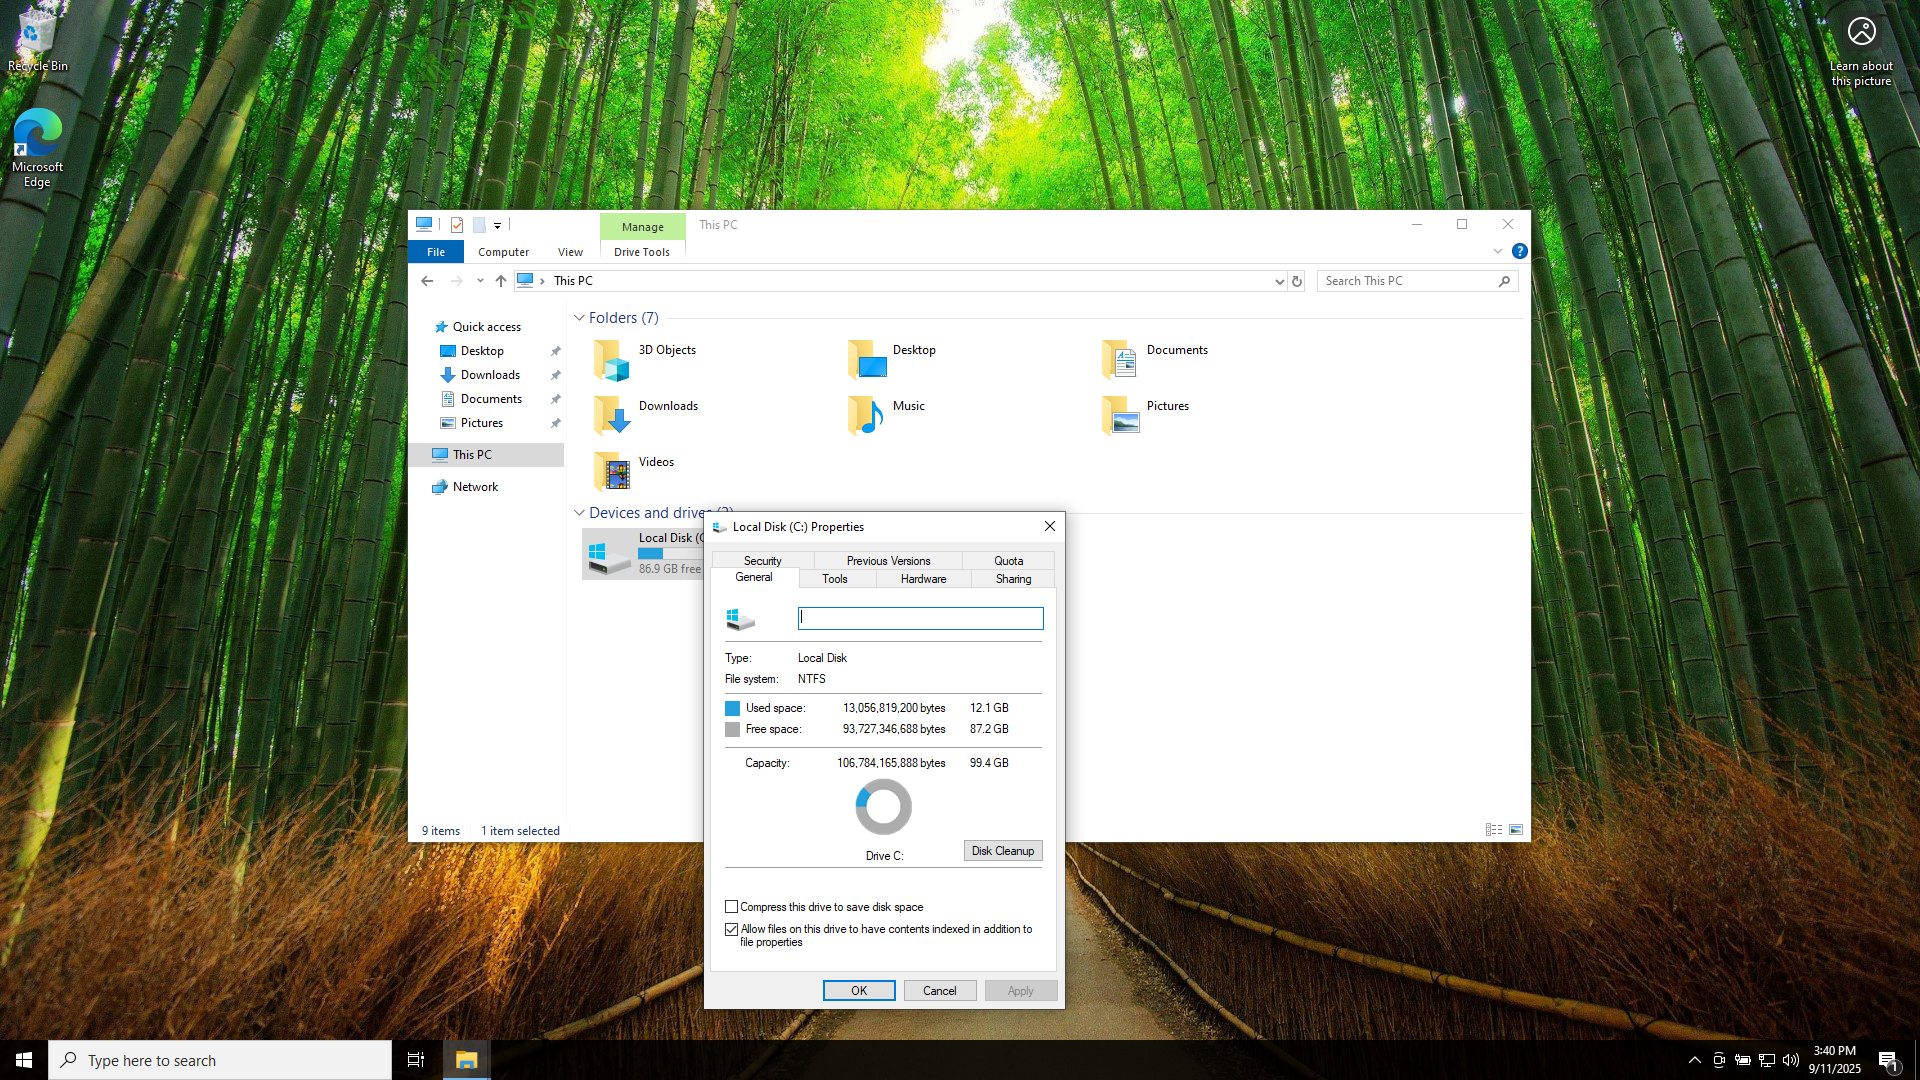 Recycle Bin
Microsoft
Edge
Learn about
this picture
Manage
This PC
File
Computer
View
Drive Tools
This PC
Search This PC
Quick access
Desktop
Downloads
Documents
Pictures
This PC
Network
Folders (7)
3D Objects
Desktop
Documents
Downloads
Music
Pictures
Videos
Devices and drives (2)
Local Disk (C
86.9 GB free
Local Disk (C:) Properties
Security
Previous Versions
Quota
General
Tools
Hardware
Sharing
Type: Local Disk
File system: NTFS
Used space: 13,056,819,200 bytes 12.1 GB
Free space: 93,727,346,688 bytes 87.2 GB
Capacity: 106,784,165,888 bytes 99.4 GB
Drive C:
Disk Cleanup
Compress this drive to save disk space
Allow files on this drive to have contents indexed in addition to
file properties
OK
Cancel
Apply
9 items
1 item selected
Type here to search
3:40 PM
9/11/2025
1